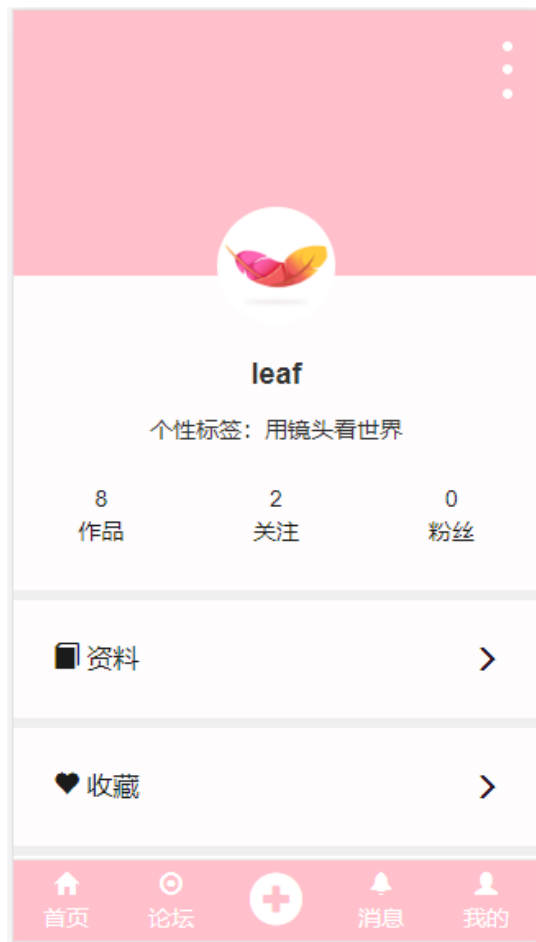 leaf
个性标签：用镜头看世界
8 2 0
作品 关注 粉丝
资料
收藏
首页 论坛 消息 我的